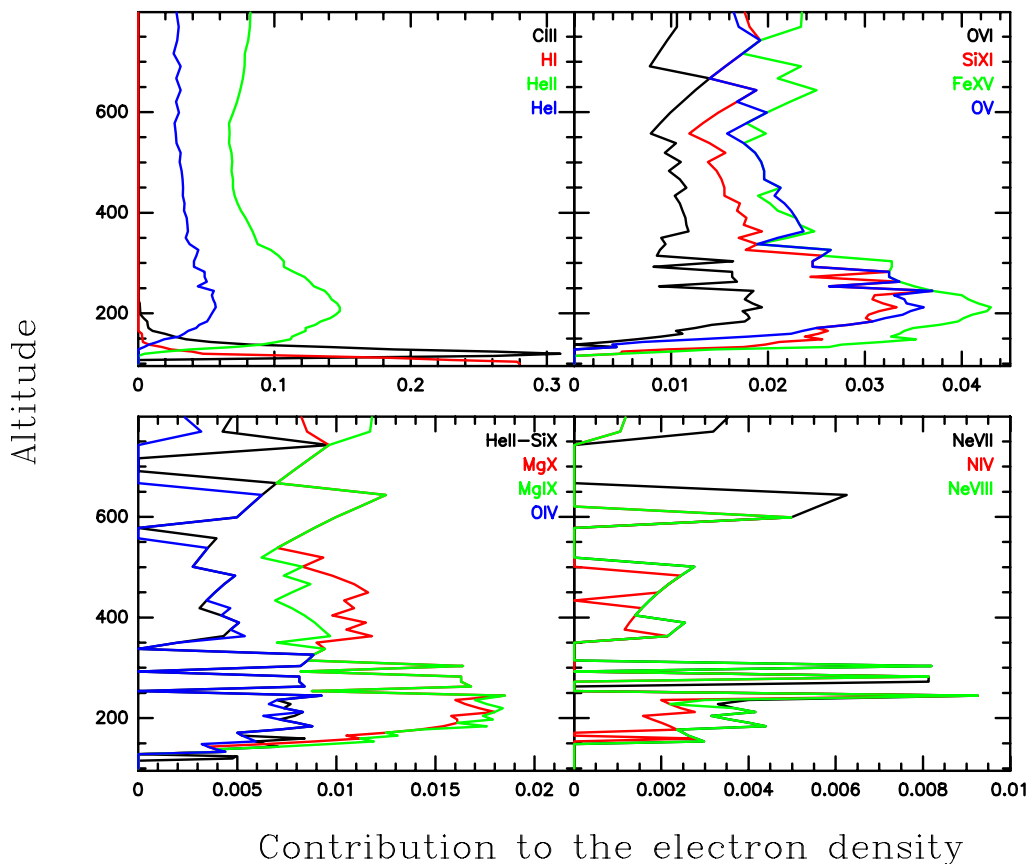 CIII
HI
HeII
HeI
600
400
200
0
0.1
0.2
0.3
OVI
SiXI
FeXV
OV
0.01
0.02
0.03
0.04
Altitude
HeII-SiX
MgX
MgIX
OIV
600
400
200
0
0.005
0.01
0.015
0.02
NeVII
NIV
NeVIII
0
0.002
0.004
0.006
0.008
0.01
Contribution to the electron density